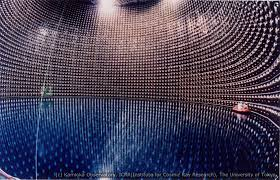 (c) Kamioka Observatory, ICRR(Institute for Cosmic Ray Research), The University of Tokyo